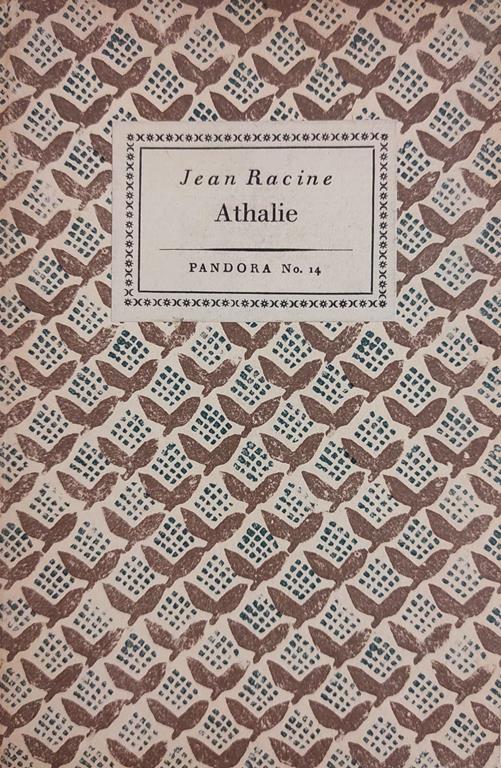 Jean Racine
Athalie
PANDORA No. 14